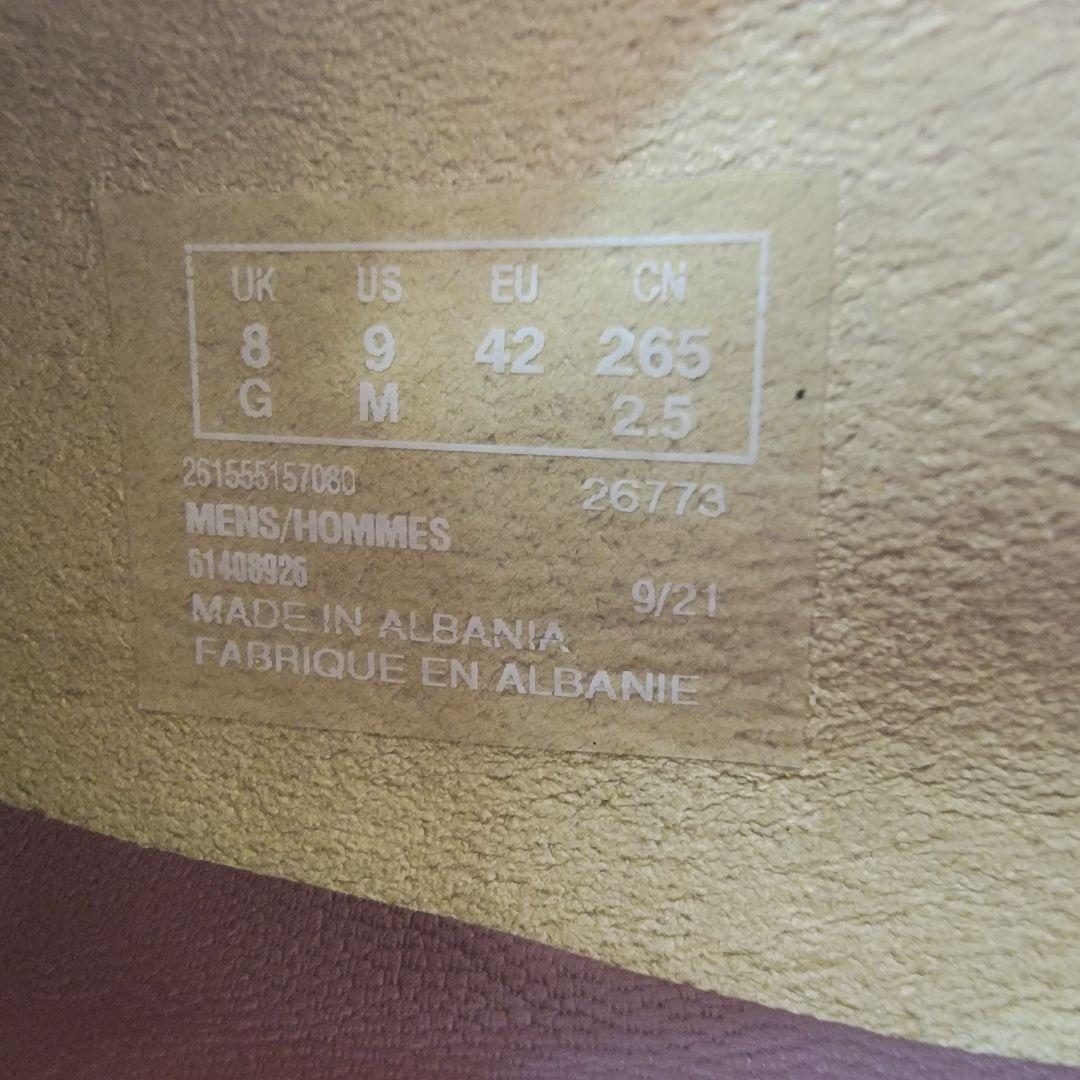 UK US EU CN
8 9 42 265
G M 2.5
261555157080 26773
MENS/HOMMES
61408926 9/21
MADE IN ALBANIA
FABRIQUE EN ALBANIE